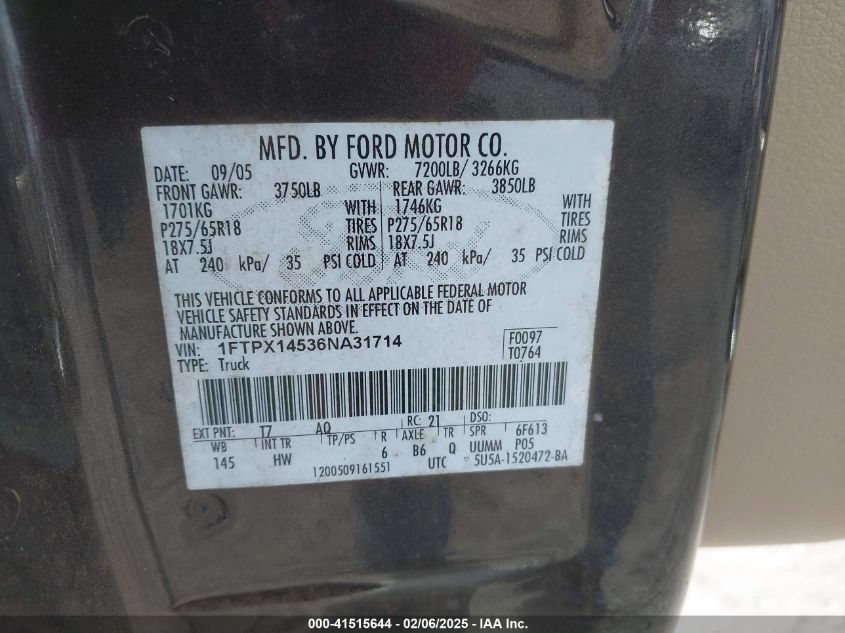 MFD. BY FORD MOTOR CO.
DATE: 09/05 GVWR: 7200LB/ 3266KG
FRONT GAWR: 3750LB REAR GAWR: 3850LB
1701KG WITH 1746KG WITH
P275/65R18 TIRES P275/65R18 TIRES
18X7.5J RIMS 18X7.5J RIMS
AT 240 kPa/ 35 PSI COLD AT 240 kPa/ 35 PSI COLD
THIS VEHICLE CONFORMS TO ALL APPLICABLE FEDERAL MOTOR
VEHICLE SAFETY STANDARDS IN EFFECT ON THE DATE OF
MANUFACTURE SHOWN ABOVE.
VIN: 1FTPX14536NA31714 F0097
TYPE: Truck T0764
EXT PNT: T7 AQ RC: 21 DSO:
WB INT TR TP/PS R AXLE TR SPR 6F613
145 HW 6 B6 Q UUMM P05
1200509161551 UTC 5U5A-1520472-BA
000-41515644 - 02/06/2025 - IAA Inc.